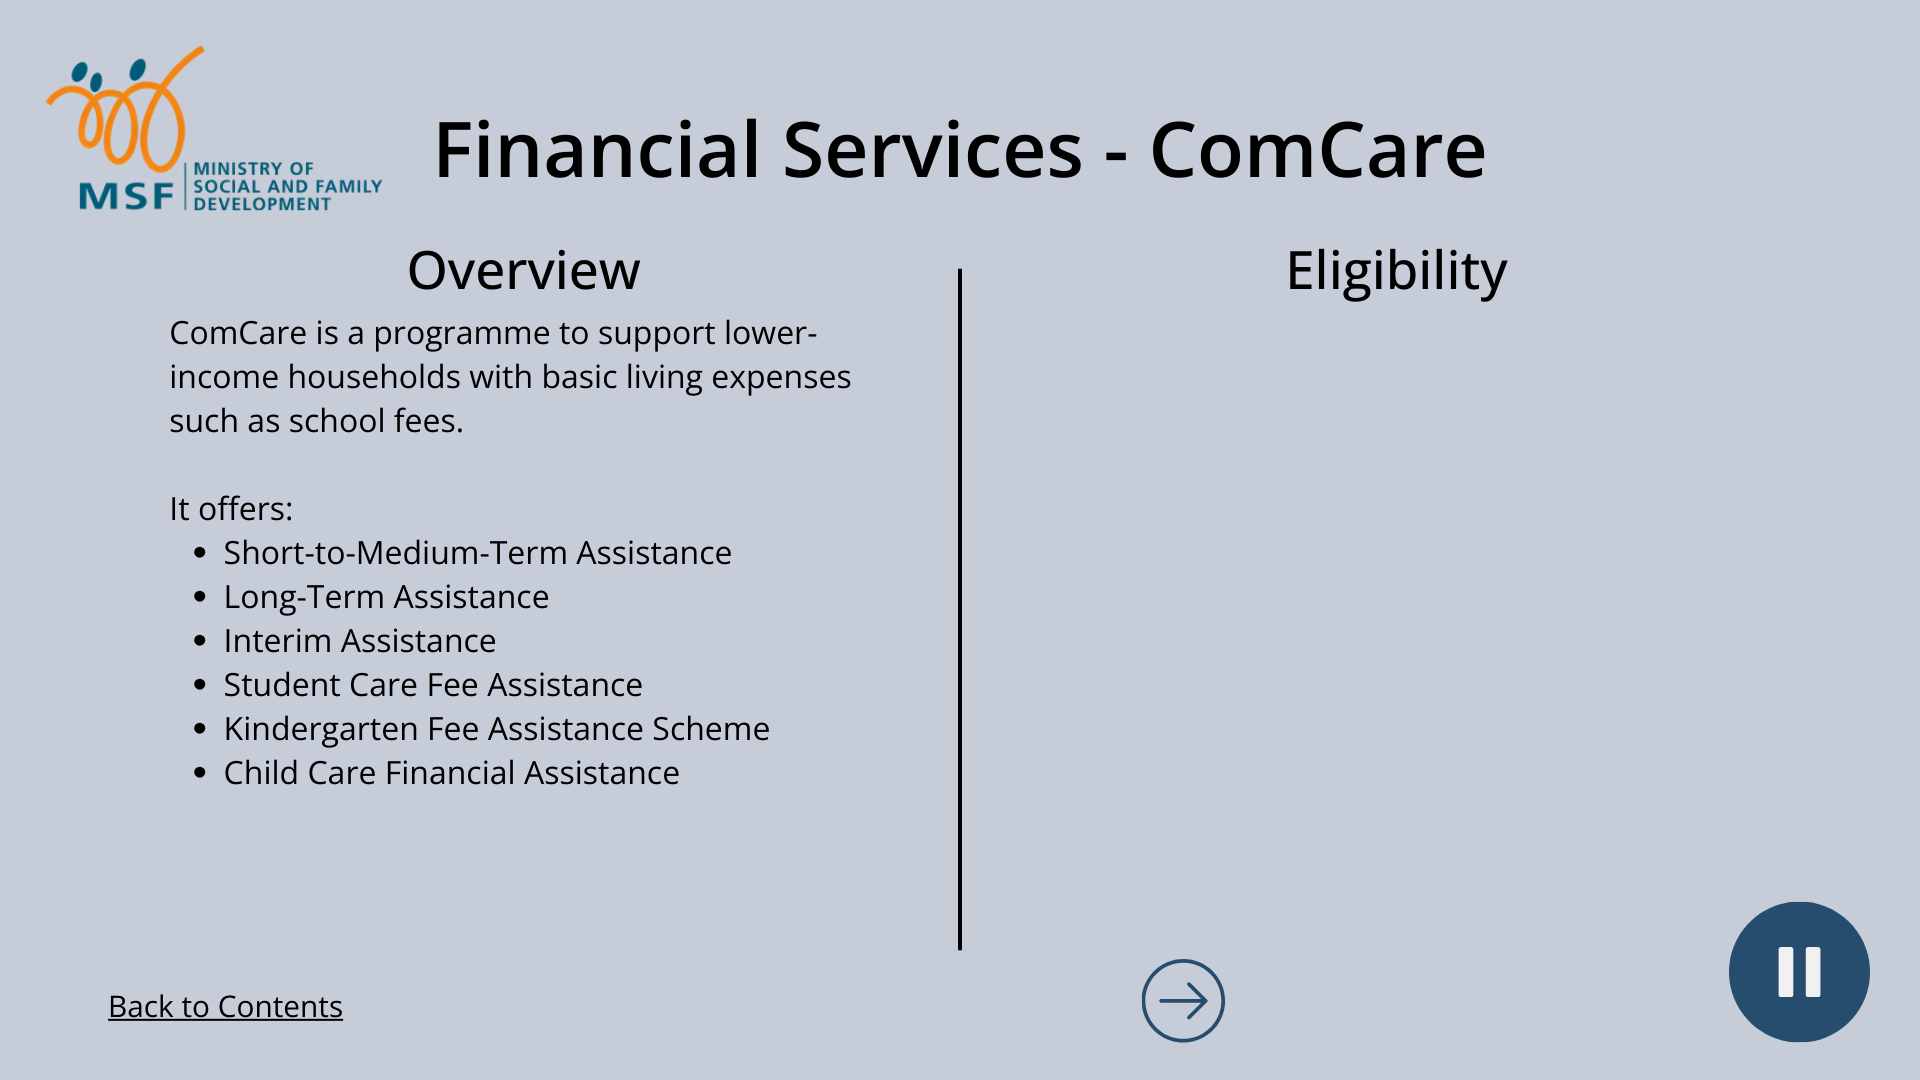 MSF
MINISTRY OF
SOCIAL AND FAMILY
DEVELOPMENT
Financial Services - ComCare
Overview
ComCare is a programme to support lower-
income households with basic living expenses
such as school fees.
It offers:
Short-to-Medium-Term Assistance
Long-Term Assistance
Interim Assistance
Student Care Fee Assistance
Kindergarten Fee Assistance Scheme
Child Care Financial Assistance
Eligibility
Back to Contents